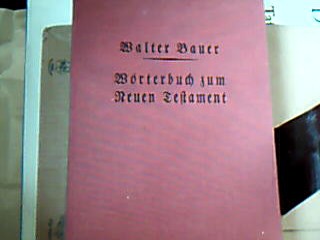 Walter Bauer
Wörterbuch zum
Neuen Testament